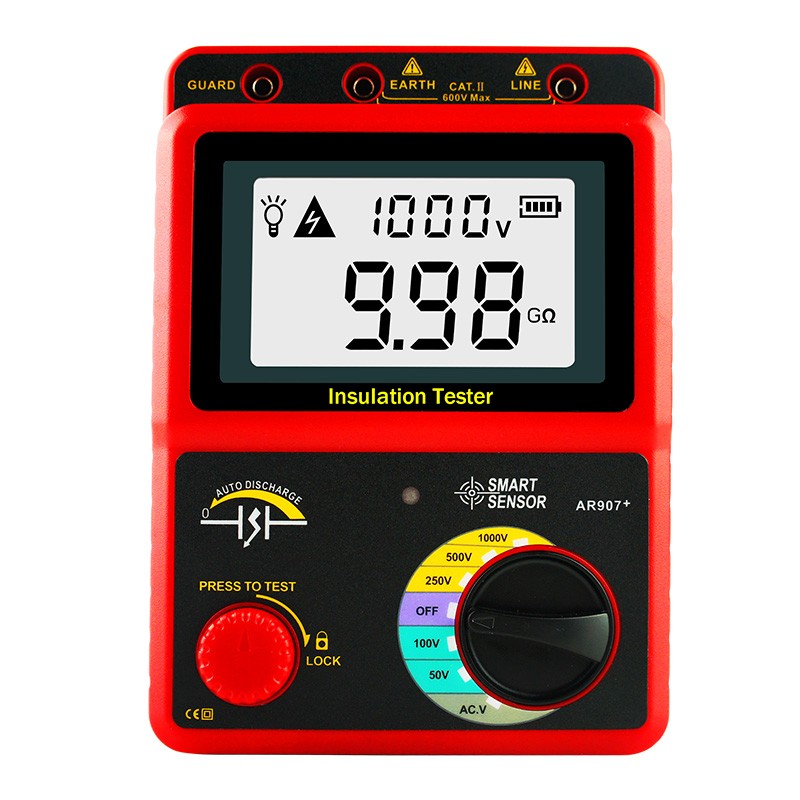 GUARD
EARTH
CAT. II
LINE
600V Max
1000V
9.98
GΩ
Insulation Tester
AUTO DISCHARGE
0
SMART
SENSOR
AR907+
1000V
500V
250V
OFF
100V
50V
AC.V
PRESS TO TEST
LOCK
CE